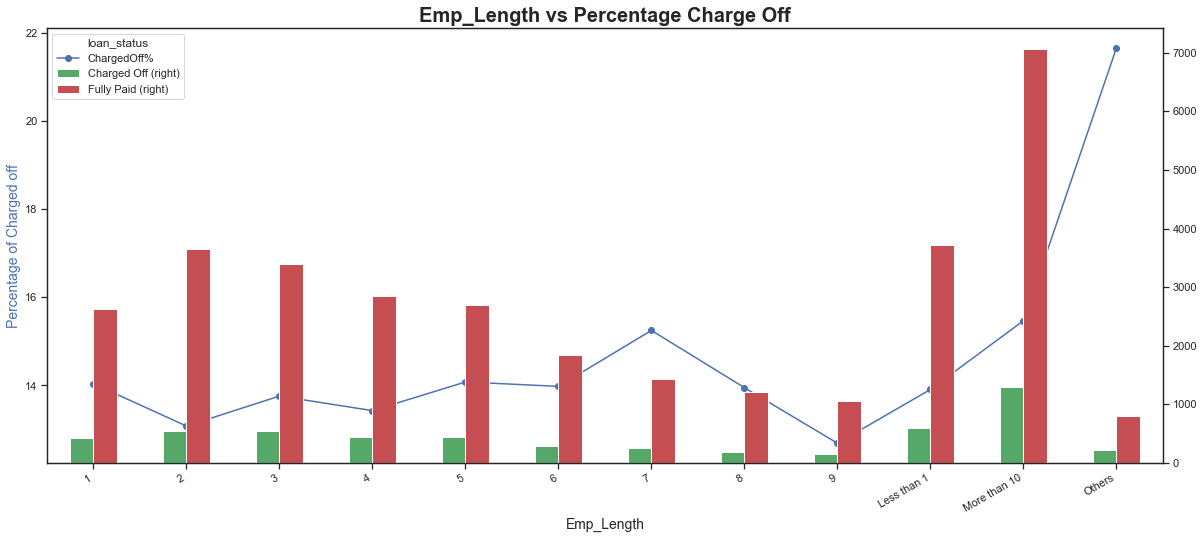 Emp_Length vs Percentage Charge Off
loan_status
ChargedOff%
Charged Off (right)
Fully Paid (right)
Percentage of Charged off
22
20
18
16
14
7000
6000
5000
4000
3000
2000
1000
0
1
2
3
4
5
6
7
8
9
Less than 1
More than 10
Others
Emp_Length